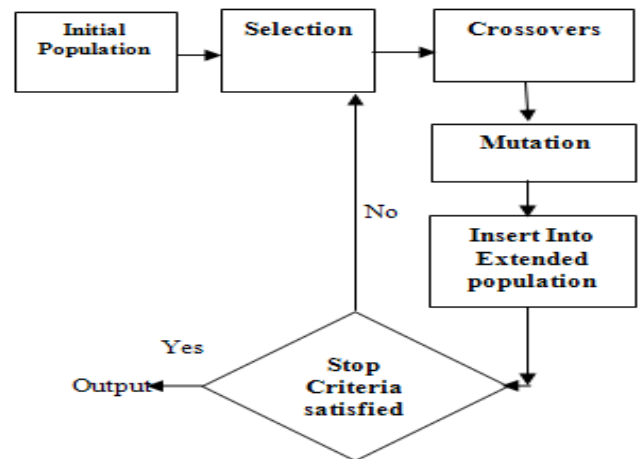 Initial
Population
Selection
Crossovers
Mutation
Insert Into
Extended
population
No
Yes
Stop
Criteria
satisfied
Output